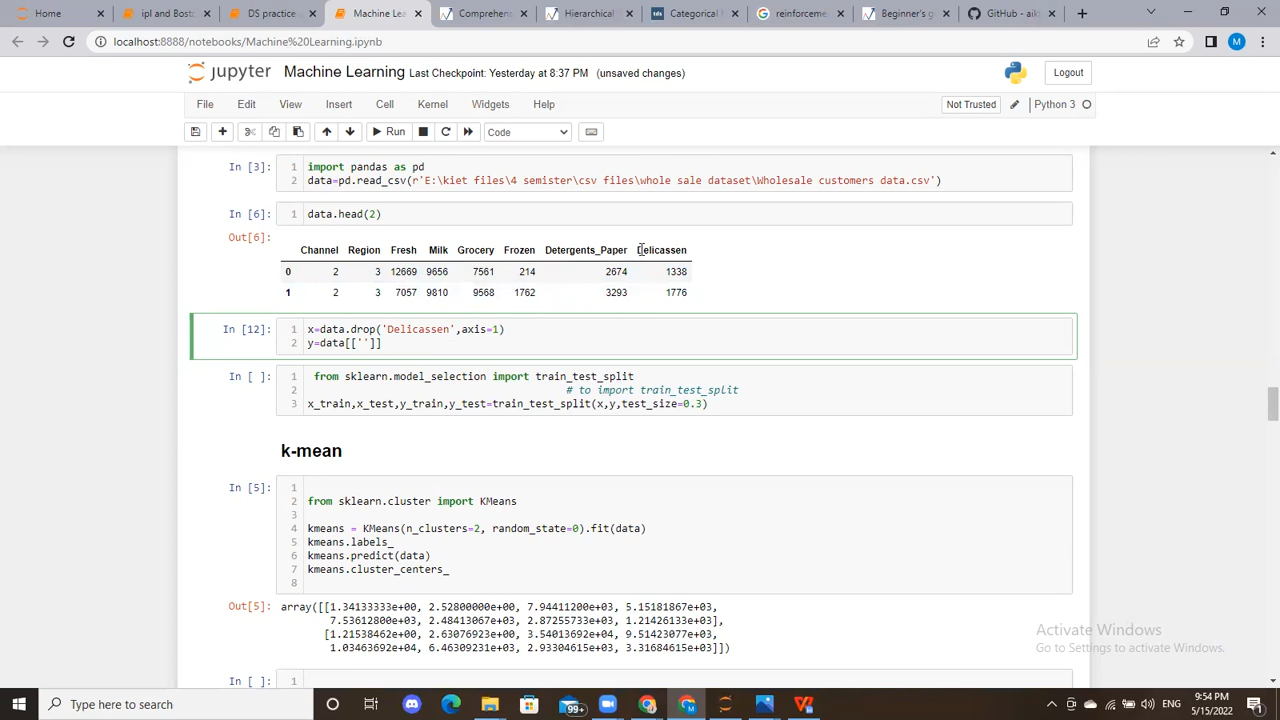 Home
ipl and Bosto
DS practice
Machine Lea
Comprehen
Hierarchical
Categorical
reinforceme
Beginner's g
GitHub - aik
localhost:8888/notebooks/Machine%20Learning.ipynb
M
jupyter Machine Learning Last Checkpoint: Yesterday at 8:37 PM (unsaved changes)
Logout
File Edit View Insert Cell Kernel Widgets Help
Not Trusted
Python 3
Run
Code
In [3]:
1 import pandas as pd
2 data=pd.read_csv(r'E:\kiet files\4 semister\csv files\whole sale dataset\Wholesale customers data.csv')
In [6]:
1 data.head(2)
Out[6]:
Channel Region Fresh Milk Grocery Frozen Detergents_Paper Delicassen
0 2 3 12669 9656 7561 214 2674 1338
1 2 3 7057 9810 9568 1762 3293 1776
In [12]:
1 x=data.drop('Delicassen',axis=1)
2 y=data[['']]
In [ ]:
1 from sklearn.model_selection import train_test_split
2 # to import train_test_split
3 x_train,x_test,y_train,y_test=train_test_split(x,y,test_size=0.3)
k-mean
In [5]:
1
2 from sklearn.cluster import KMeans
3
4 kmeans = KMeans(n_clusters=2, random_state=0).fit(data)
5 kmeans.labels_
6 kmeans.predict(data)
7 kmeans.cluster_centers_
8
Out[5]:
array([[1.34133333e+00, 2.52800000e+00, 7.94411200e+03, 5.15181867e+03,
7.53612800e+03, 2.48413067e+03, 2.87255733e+03, 1.21426133e+03],
[1.21538462e+00, 2.63076923e+00, 3.54013692e+04, 9.51423077e+03,
1.03463692e+04, 6.46309231e+03, 2.93304615e+03, 3.31684615e+03]])
In [ ]:
1
Activate Windows
Go to Settings to activate Windows.
Type here to search
99+
ENG
9:54 PM
5/15/2022